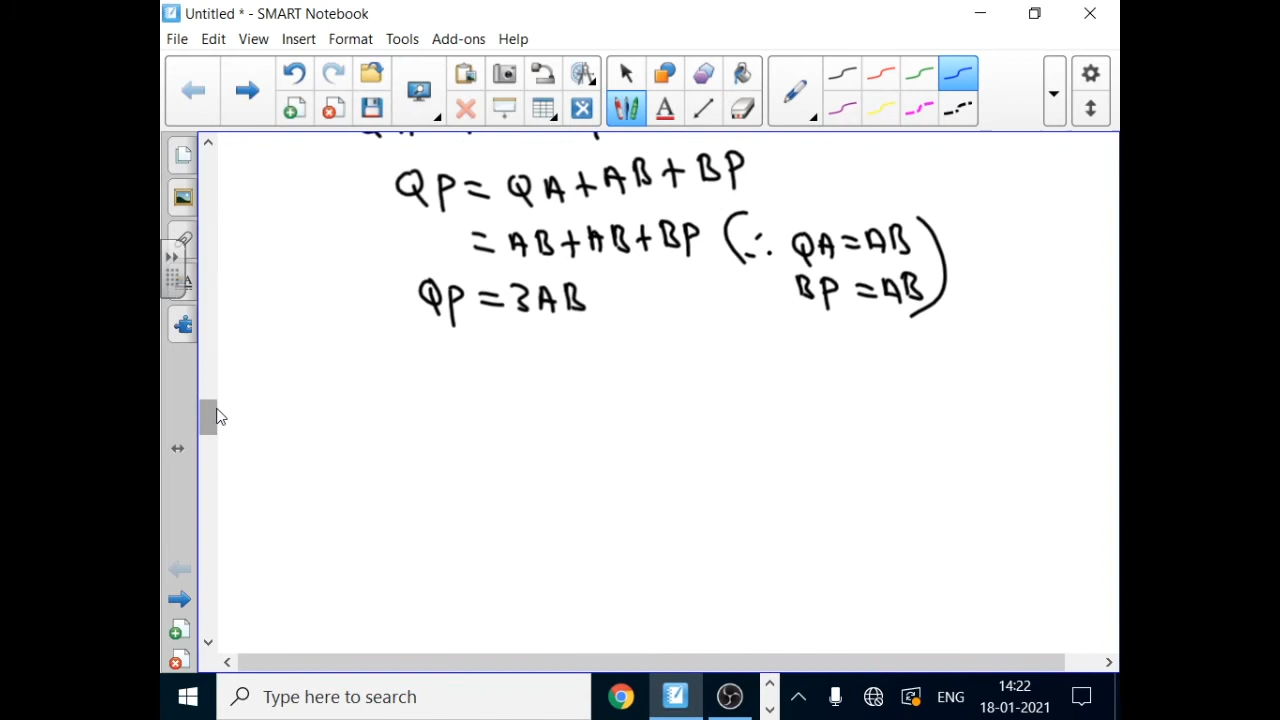 Untitled * - SMART Notebook
File Edit View Insert Format Tools Add-ons Help
QP = QA + AB + BP
= AB + AB + BP (∵ QA = AB
BP = AB)
QP = 3AB
Type here to search
ENG
14:22
18-01-2021